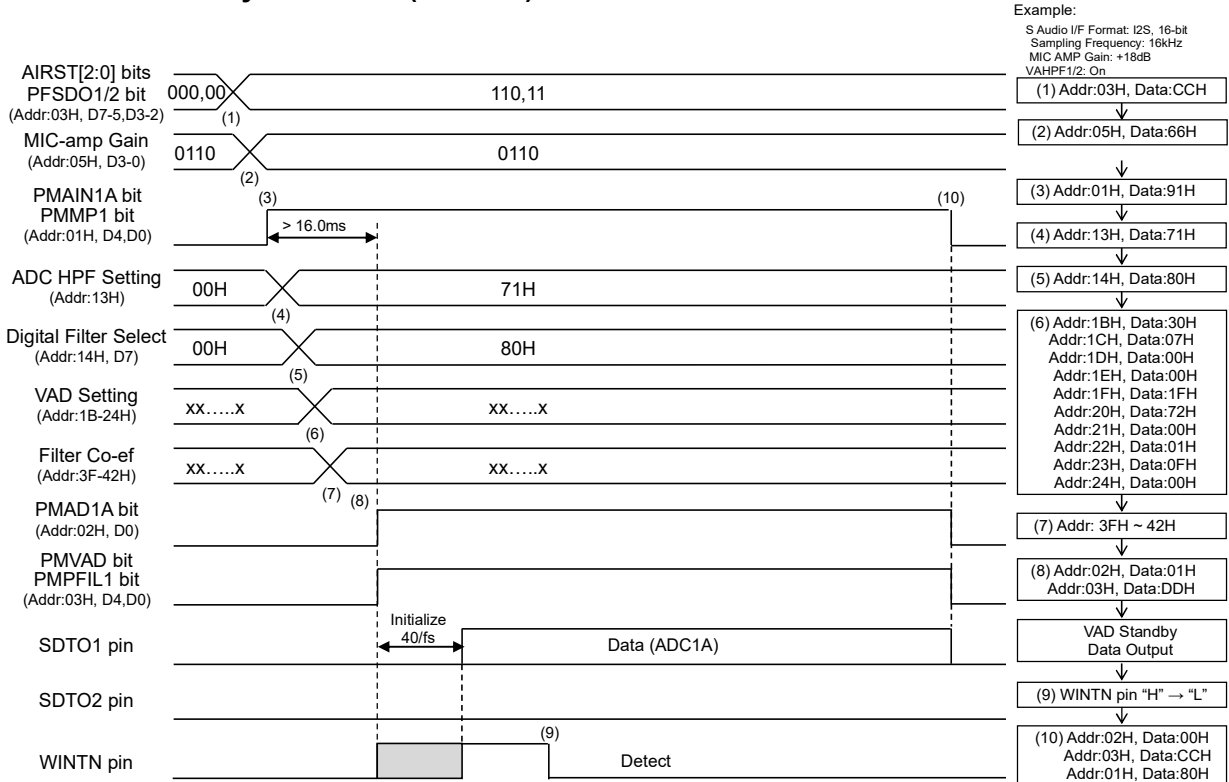 Example:
S Audio I/F Format: I2S, 16-bit
Sampling Frequency: 16kHz
MIC AMP Gain: +18dB
VAHPF1/2: On
AIRST[2:0] bits
PFSDO1/2 bit
(Addr:03H, D7-5,D3-2)
000,00
(1)
110,11
MIC-amp Gain
(Addr:05H, D3-0)
0110
(2)
0110
PMAIN1A bit
PMMP1 bit
(Addr:01H, D4,D0)
(3)
> 16.0ms
(10)
ADC HPF Setting
(Addr:13H)
00H
(4)
71H
Digital Filter Select
(Addr:14H, D7)
00H
(5)
80H
VAD Setting
(Addr:1B-24H)
xx…..x
(6)
xx…..x
Filter Co-ef
(Addr:3F-42H)
xx…..x
(7)
(8)
xx…..x
PMAD1A bit
(Addr:02H, D0)
PMVAD bit
PMPFIL1 bit
(Addr:03H, D4,D0)
Initialize
40/fs
SDTO1 pin
Data (ADC1A)
SDTO2 pin
WINTN pin
(9)
Detect
(1) Addr:03H, Data:CCH
(2) Addr:05H, Data:66H
(3) Addr:01H, Data:91H
(4) Addr:13H, Data:71H
(5) Addr:14H, Data:80H
(6) Addr:1BH, Data:30H
Addr:1CH, Data:07H
Addr:1DH, Data:00H
Addr:1EH, Data:00H
Addr:1FH, Data:1FH
Addr:20H, Data:72H
Addr:21H, Data:00H
Addr:22H, Data:01H
Addr:23H, Data:0FH
Addr:24H, Data:00H
(7) Addr: 3FH ~ 42H
(8) Addr:02H, Data:01H
Addr:03H, Data:DDH
VAD Standby
Data Output
(9) WINTN pin “H” → “L”
(10) Addr:02H, Data:00H
Addr:03H, Data:CCH
Addr:01H, Data:80H